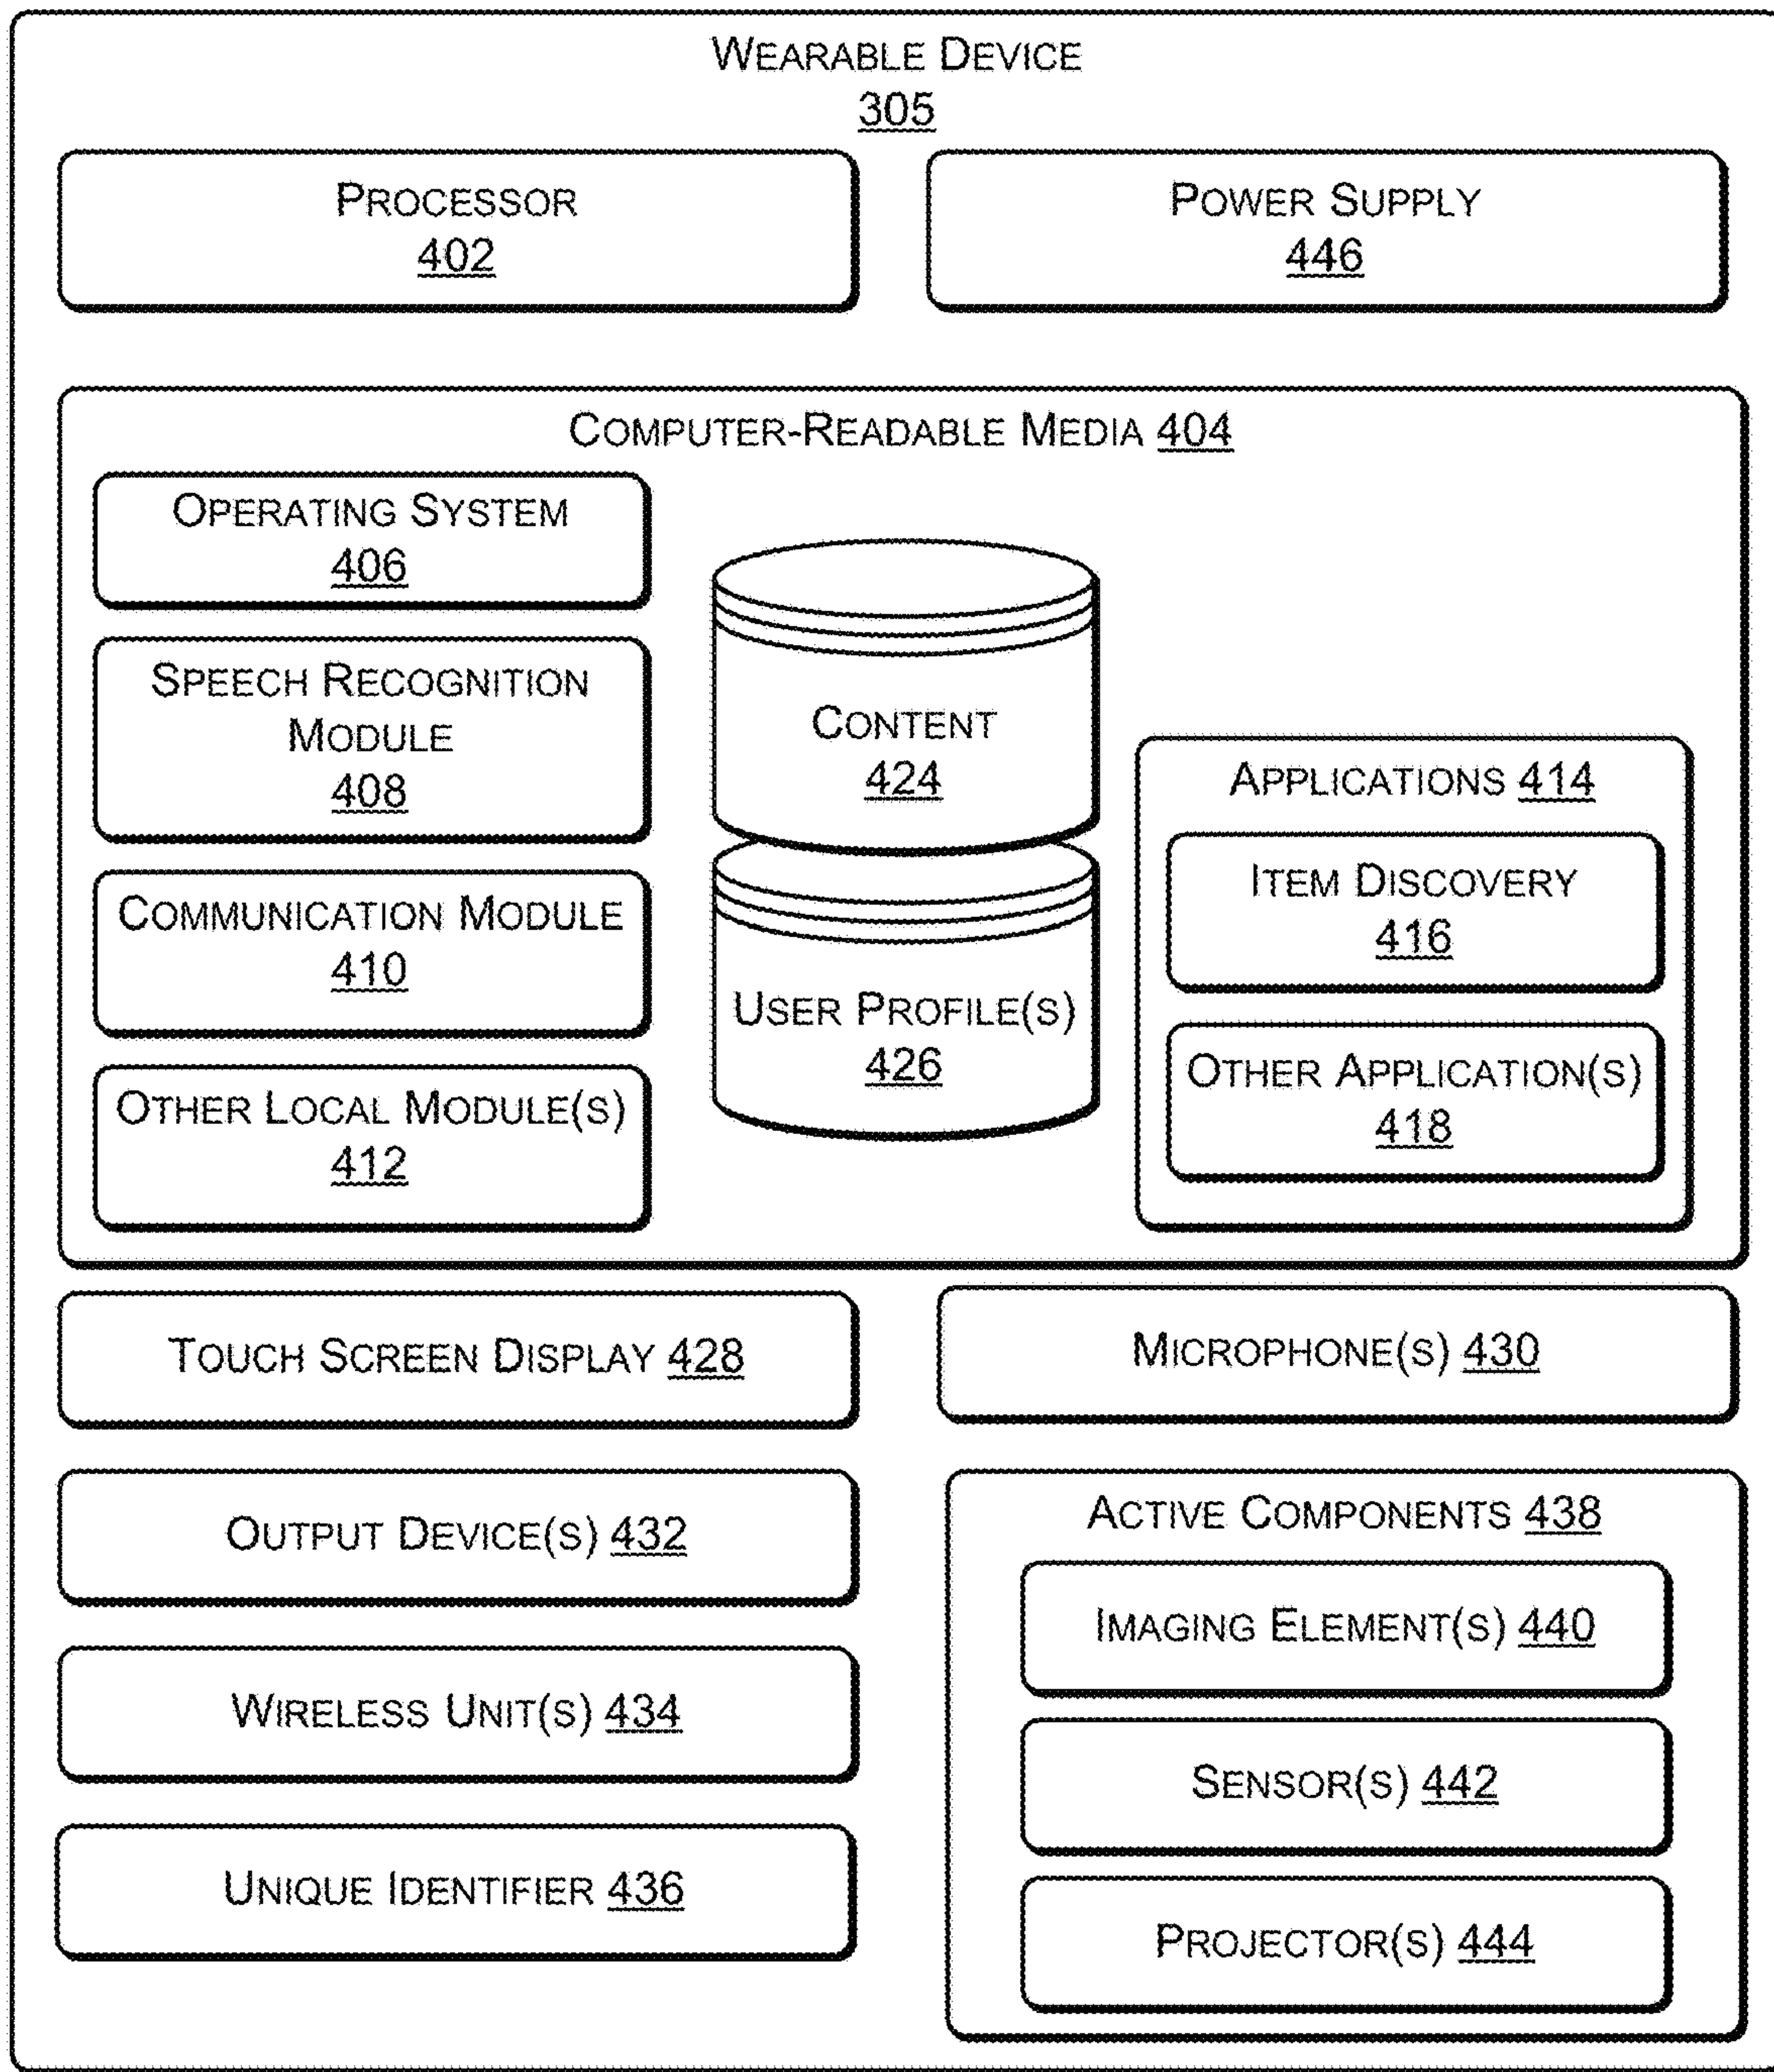 WEARABLE DEVICE
305
PROCESSOR
402
POWER SUPPLY
446
COMPUTER-READABLE MEDIA 404
OPERATING SYSTEM
406
SPEECH RECOGNITION
MODULE
408
COMMUNICATION MODULE
410
OTHER LOCAL MODULE(S)
412
CONTENT
424
USER PROFILE(S)
426
APPLICATIONS 414
ITEM DISCOVERY
416
OTHER APPLICATION(S)
418
TOUCH SCREEN DISPLAY 428
MICROPHONE(S) 430
OUTPUT DEVICE(S) 432
WIRELESS UNIT(S) 434
UNIQUE IDENTIFIER 436
ACTIVE COMPONENTS 438
IMAGING ELEMENT(S) 440
SENSOR(S) 442
PROJECTOR(S) 444